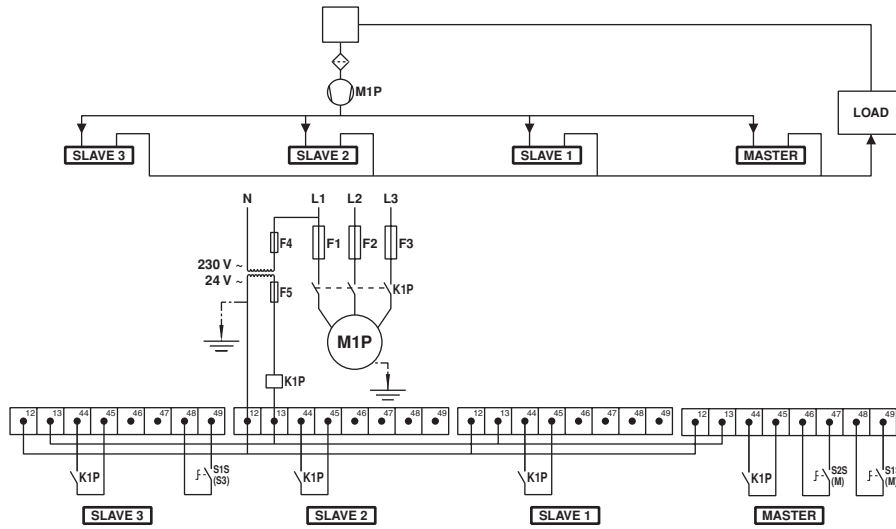 M1P
LOAD
SLAVE 3 SLAVE 2 SLAVE 1 MASTER
N L1 L2 L3
F4 F1 F2 F3
230 V ~
24 V ~
F5 K1P
M1P
K1P
12 13 44 45 46 47 48 49 12 13 44 45 46 47 48 49 12 13 44 45 46 47 48 49 12 13 44 45 46 47 48 49
K1P S1S K1P K1P K1P S2S
(S3) (M) (M)
SLAVE 3 SLAVE 2 SLAVE 1 MASTER